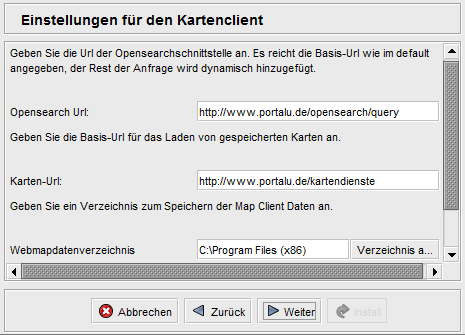 Einstellungen für den Kartenclient
Geben Sie die Url der Opensearchschnittstelle an. Es reicht die Basis-Url wie im default
angegeben, der Rest der Anfrage wird dynamisch hinzugefügt.
Opensearch Url: http://www.portalu.de/opensearch/query
Geben Sie die Basis-Url für das Laden von gespeicherten Karten an.
Karten-Url: http://www.portalu.de/kartendienste
Geben Sie ein Verzeichnis zum Speichern der Map Client Daten an.
Webmapdatenverzeichnis C:\Program Files (x86) Verzeichnis a...
Abbrechen Zurück Weiter Install